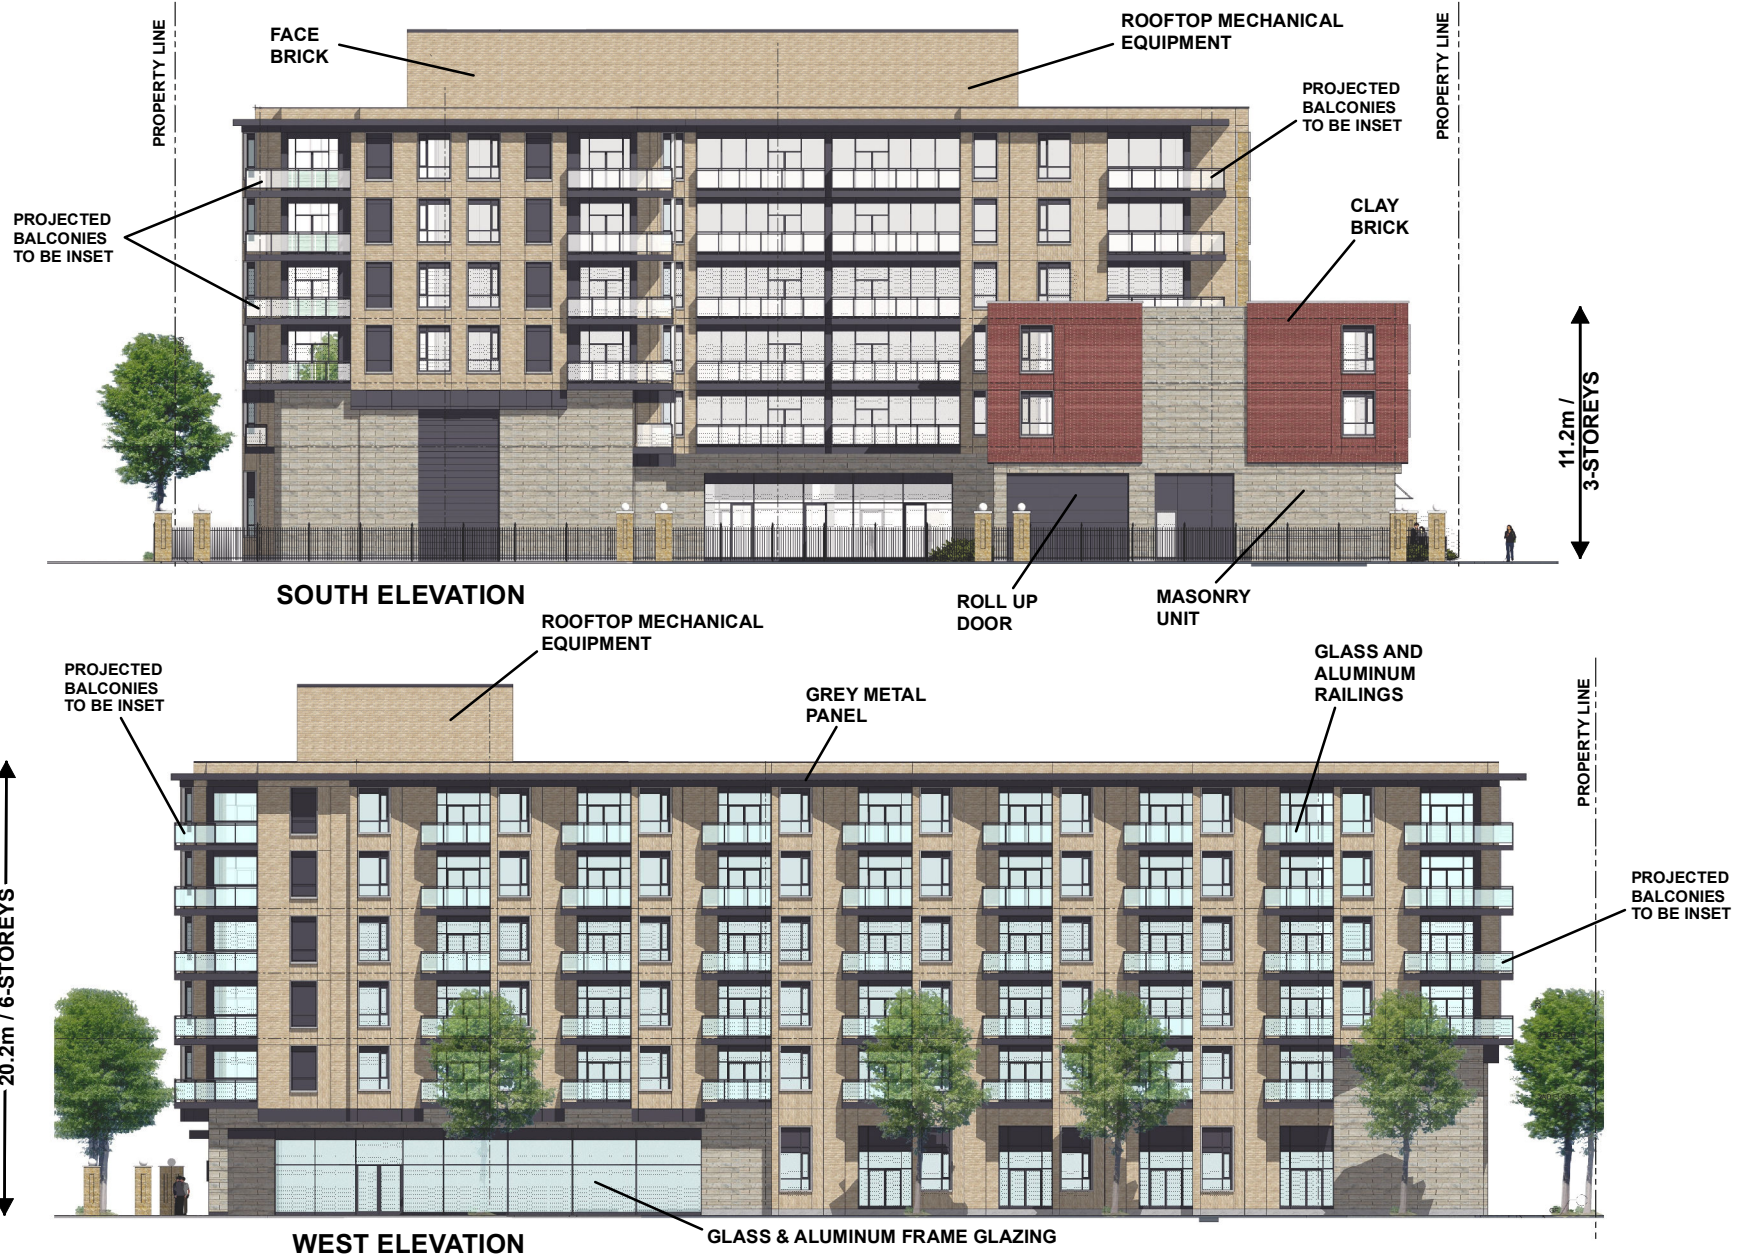 PROPERTY LINE
FACE
BRICK
ROOFTOP MECHANICAL
EQUIPMENT
PROPERTY LINE
PROJECTED
BALCONIES
TO BE INSET
PROJECTED
BALCONIES
TO BE INSET
CLAY
BRICK
11.2m /
3-STOREYS
SOUTH ELEVATION
ROLL UP
DOOR
MASONRY
UNIT
ROOFTOP MECHANICAL
EQUIPMENT
PROJECTED
BALCONIES
TO BE INSET
GREY METAL
PANEL
GLASS AND
ALUMINUM
RAILINGS
PROPERTY LINE
PROJECTED
BALCONIES
TO BE INSET
20.2m / 6-STOREYS
GLASS & ALUMINUM FRAME GLAZING
WEST ELEVATION